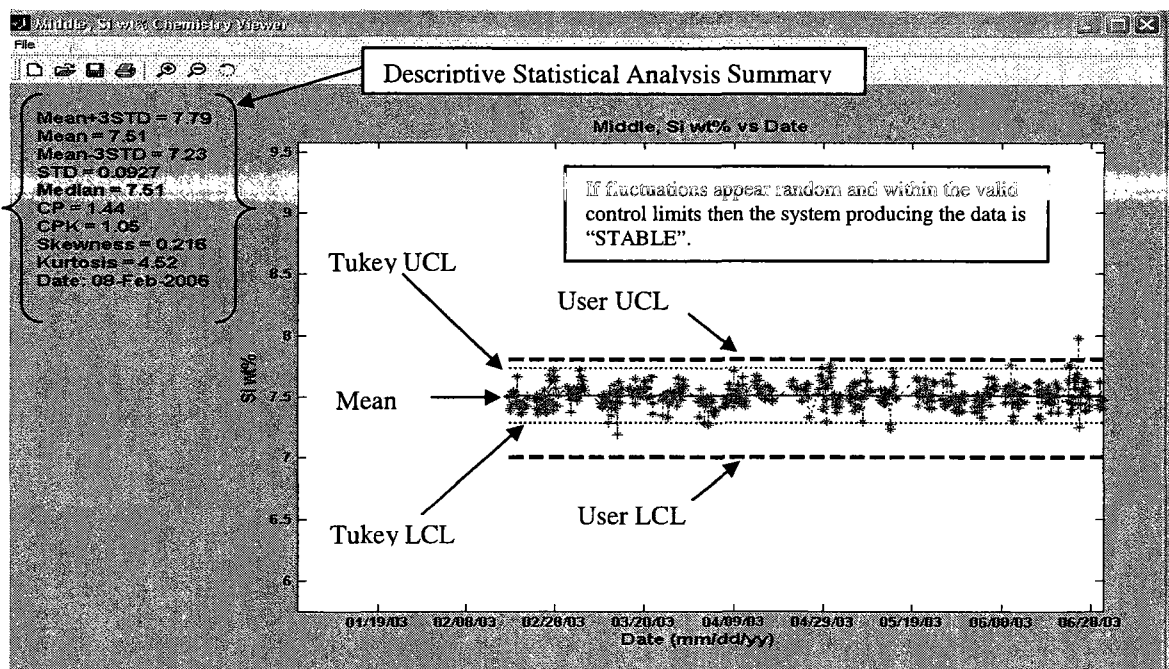 Middle, Si wt% Chemistry Viewer
File
Descriptive Statistical Analysis Summary
Mean+3STD = 7.79
Mean = 7.51
Mean-3STD = 7.23
STD = 0.0927
Median = 7.51
CP = 1.44
CPK = 1.05
Skewness = 0.216
Kurtosis = 4.52
Date: 08-Feb-2006
Middle, Si wt% vs Date
If fluctuations appear random and within the valid
control limits then the system producing the data is
“STABLE”.
Tukey UCL
User UCL
Mean
Tukey LCL
User LCL
Si wt%
9.5
9
8.5
8
7.5
7
6.5
6
01/19/03 02/08/03 02/28/03 03/20/03 04/09/03 04/29/03 05/19/03 06/08/03 06/28/03
Date (mm/dd/yy)